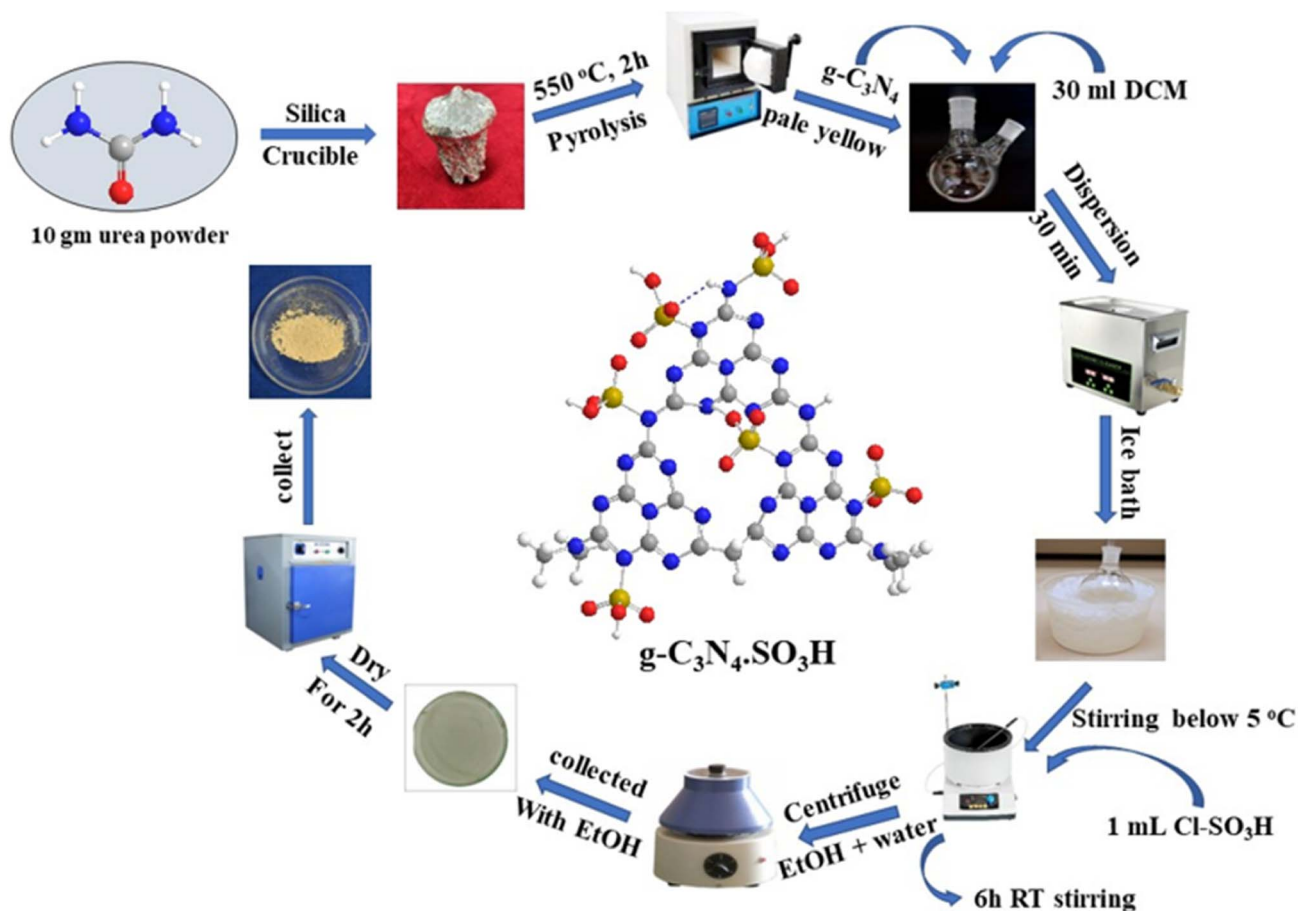 10 gm urea powder
Silica
Crucible
550 °C, 2h
Pyrolysis
g-C₃N₄
pale yellow
30 ml DCM
Dispersion
30 min
Ice bath
Stirring below 5 °C
1 mL Cl-SO₃H
6h RT stirring
Centrifuge
EtOH + water
collected
With EtOH
Dry
For 2h
collect
g-C₃N₄.SO₃H